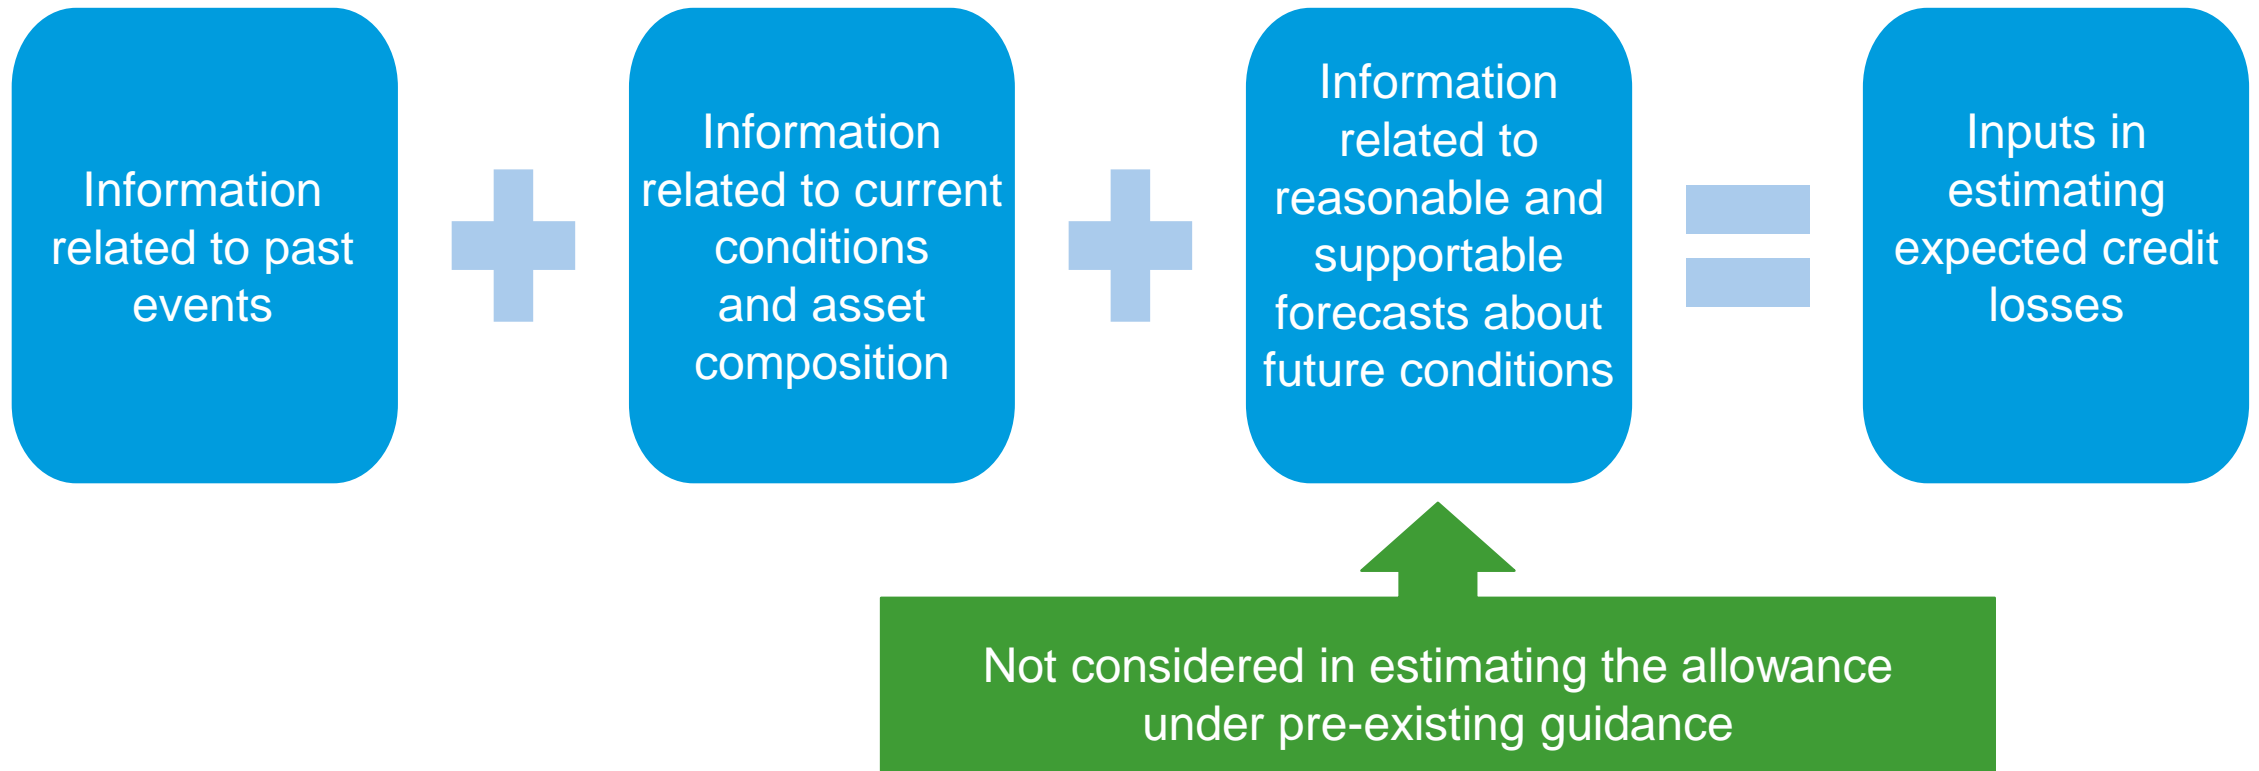 Information
related to past
events
Information
related to current
conditions
and asset
composition
Information
related to
reasonable and
supportable
forecasts about
future conditions
Inputs in
estimating
expected credit
losses
Not considered in estimating the allowance
under pre-existing guidance